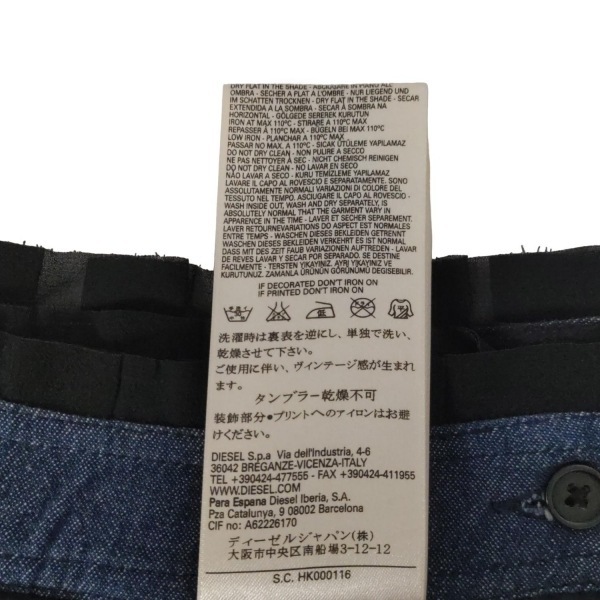 DRY FLAT IN THE SHADE - ASCIUGARE IN PIANO ALL'
OMBRA - SECHER A PLAT A L'OMBRE - NUR LIEGEND UND
IM SCHATTEN TROCKNEN - DRY FLAT IN THE SHADE - SECAR
EXTENDIDA A LA SOMBRA - SECAR À SOMBRA NA
HORIZONTAL - GÖLGEDE SEREREK KURUTUN
IRON AT MAX 110°C - STIRARE A 110°C
REPASSER À 110°C MAX - BÜGELN BEI MAX 110°C
PLANCHAR MAXIMO 110°C
PASSAR NO MAX. A 110°C - SICAK ÜTÜLEME YAPILAMAZ
DO NOT DRY CLEAN - NON PULIRE A SECCO
NE PAS NETTOYER À SEC - NICHT CHEMISCH REINIGEN
DO NOT DRY CLEAN - NO LAVAR EN SECO
NÃO LAVAR A SECO - KURU TEMİZLEME YAPILAMAZ
LAVARE IL CAPO AL ROVESCIO E SEPARATAMENTE. SARANNO
ASSOLUTAMENTE NORMALI VARIAZIONI DI COLORE DEL
TESSUTO NEL TEMPO. ASCIUGARE IL CAPO AL ROVESCIO
WASH INSIDE OUT, WASH AND DRY SEPARATELY, IS
ABSOLUTELY NORMAL THAT THE GARMENT VARY IN
APPARENCE IN THE TIME - LAVER ET SECHER SEPAREMENT.
LAVER RETOURNEVARIATIONS DO ASPECT EST NORMALES
ENTRE TEMPS - WASCHEN DIESES BEKLEIDEN GETRENNT
WASCHEN DIESES BEKLEIDEN VERKEHRT ES IST NORMAL
DASS MIT DES ZEIT FAUB VARIATIONEN AUFTRETEN - LAVAR
DE REVES LAVAR Y SECAR POR SEPARADO. SE DESTINE
FACILMENTE - TERSTEN YIKAYINIZ. AYRI YIKAYINIZ VE
KURUTUNUZ. ZAMANLA ÜRÜNÜN GÖRÜNÜMÜ DEGISEBILIR.
IF DECORATED DON'T IRON ON
IF PRINTED DON'T IRON ON
洗濯時は裏表を逆にし、単独で洗い、
乾燥させて下さい。
ご使用に伴い、ヴィンテージ感が生まれ
ます。
タンブラー乾燥不可
装飾部分•プリントへのアイロンはお避
けください。
DIESEL S.p.a Via dell'Industria, 4-6
36042 BREGANZE-VICENZA-ITALY
TEL +390424-477555 - FAX +390424-411955
WWW.DIESEL.COM
Para Espana Diesel Iberia, S.A.
Pza Catalunya, 9 08002 Barcelona
CIF no: A62226170
ディーゼルジャパン(株)
大阪市中央区南船場3-12-12
S.C. HK000116